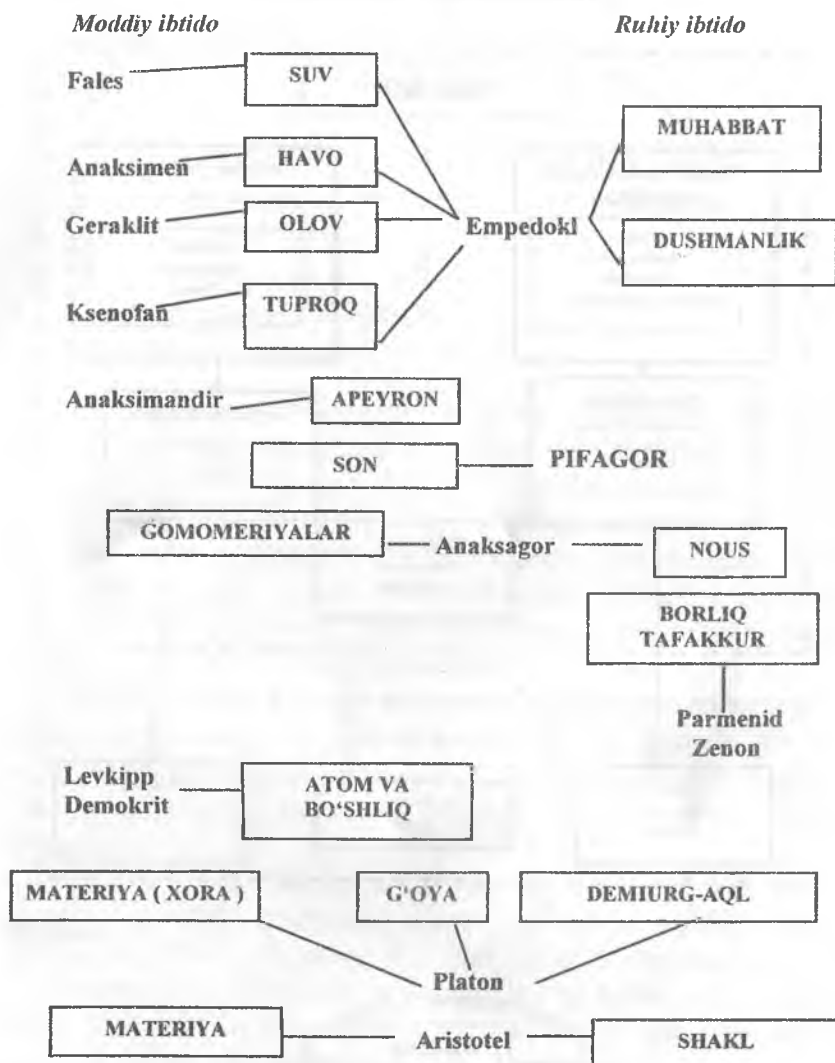 Moddiy ibtido Ruhiy ibtido
Fales SUV
MUHABBAT
Anaksimen HAVO
Geraklit OLOV Empedokl DUSHMANLIK
Ksenofan TUPROQ
Anaksimandir APEYRON
SON PIFAGOR
GOMOMERIYALAR Anaksagor NOUS
BORLIQ
TAFAKKUR
Parmenid
Zenon
Levkipp ATOM VA
Demokrit BO‘SHLIQ
MATERIYA ( XORA ) G‘OYA DEMIURG-AQL
Platon
MATERIYA Aristotel SHAKL